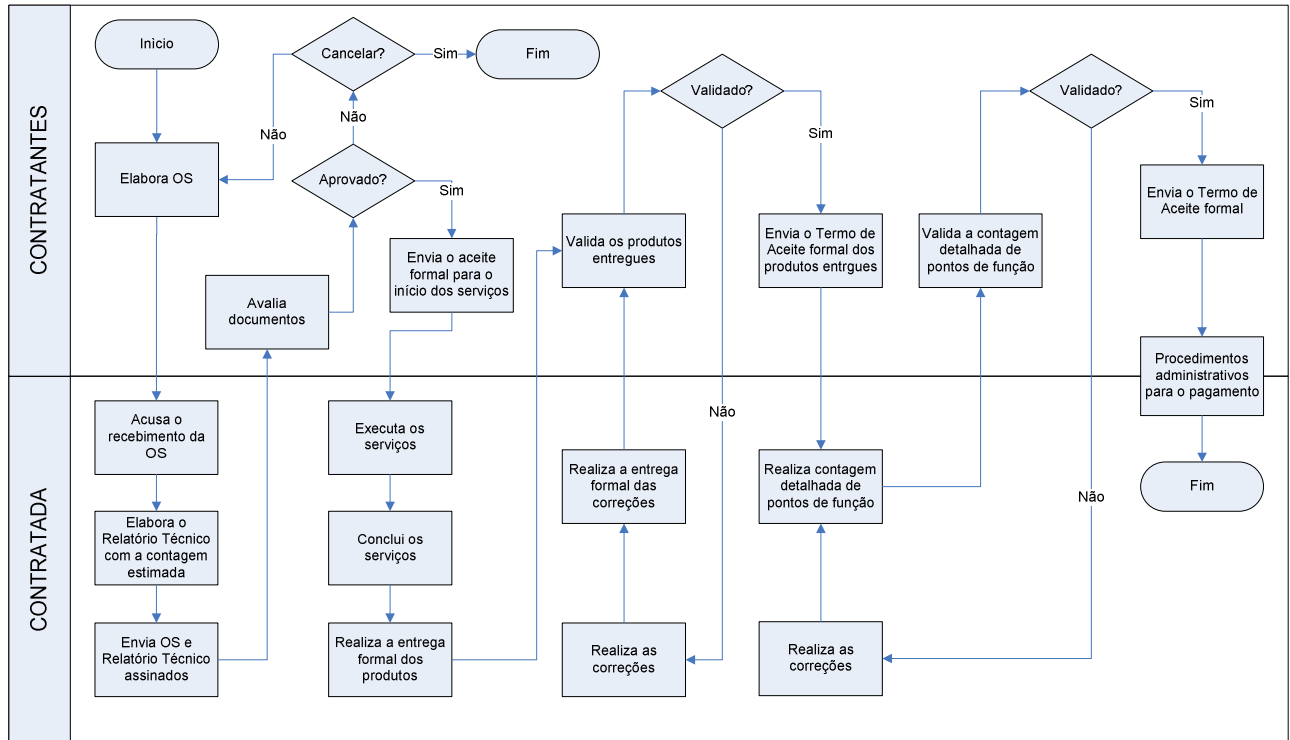 CONTRATANTES
Inìcio
Cancelar?
Sim
Fim
Não
Não
Elabora OS
Aprovado?
Sim
Envia o aceite
formal para o
início dos serviços
Avalia
documentos
Validado?
Sim
Valida os produtos
entregues
Envia o Termo de
Aceite formal dos
produtos entrgues
Validado?
Sim
Valida a contagem
detalhada de
pontos de função
Envia o Termo de
Aceite formal
Procedimentos
administrativos
para o pagamento
CONTRATADA
Acusa o
recebimento da
OS
Elabora o
Relatório Técnico
com a contagem
estimada
Envia OS e
Relatório Técnico
assinados
Executa os
serviços
Conclui os
serviços
Realiza a entrega
formal dos
produtos
Não
Realiza a entrega
formal das
correções
Realiza as
correções
Realiza contagem
detalhada de
pontos de função
Realiza as
correções
Não
Fim